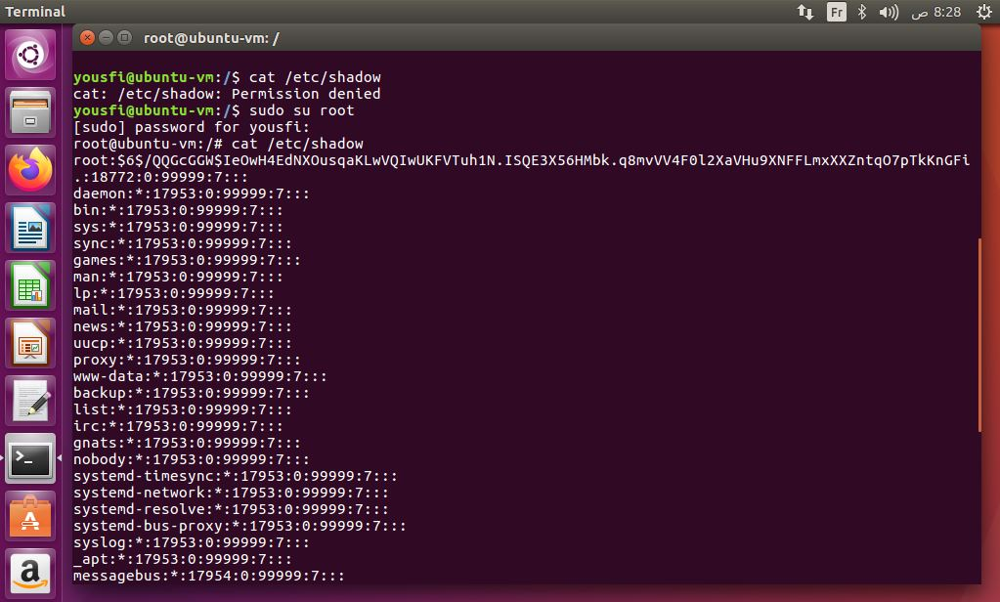 Terminal
Fr
ص 8:28
root@ubuntu-vm: /
yousfi@ubuntu-vm:/$ cat /etc/shadow
cat: /etc/shadow: Permission denied
yousfi@ubuntu-vm:/$ sudo su root
[sudo] password for yousfi:
root@ubuntu-vm:/# cat /etc/shadow
root:$6$/QQGcGGW$IeOwH4EdNXOusqaKLwVQIwUKFVTuh1N.ISQE3X56HMbk.q8mvVV4F0l2XaVHu9XNFFLmxXXZntqO7pTkKnGFi
.:18772:0:99999:7:::
daemon:*:17953:0:99999:7:::
bin:*:17953:0:99999:7:::
sys:*:17953:0:99999:7:::
sync:*:17953:0:99999:7:::
games:*:17953:0:99999:7:::
man:*:17953:0:99999:7:::
lp:*:17953:0:99999:7:::
mail:*:17953:0:99999:7:::
news:*:17953:0:99999:7:::
uucp:*:17953:0:99999:7:::
proxy:*:17953:0:99999:7:::
www-data:*:17953:0:99999:7:::
backup:*:17953:0:99999:7:::
list:*:17953:0:99999:7:::
irc:*:17953:0:99999:7:::
gnats:*:17953:0:99999:7:::
nobody:*:17953:0:99999:7:::
systemd-timesync:*:17953:0:99999:7:::
systemd-network:*:17953:0:99999:7:::
systemd-resolve:*:17953:0:99999:7:::
systemd-bus-proxy:*:17953:0:99999:7:::
syslog:*:17953:0:99999:7:::
_apt:*:17953:0:99999:7:::
messagebus:*:17954:0:99999:7:::